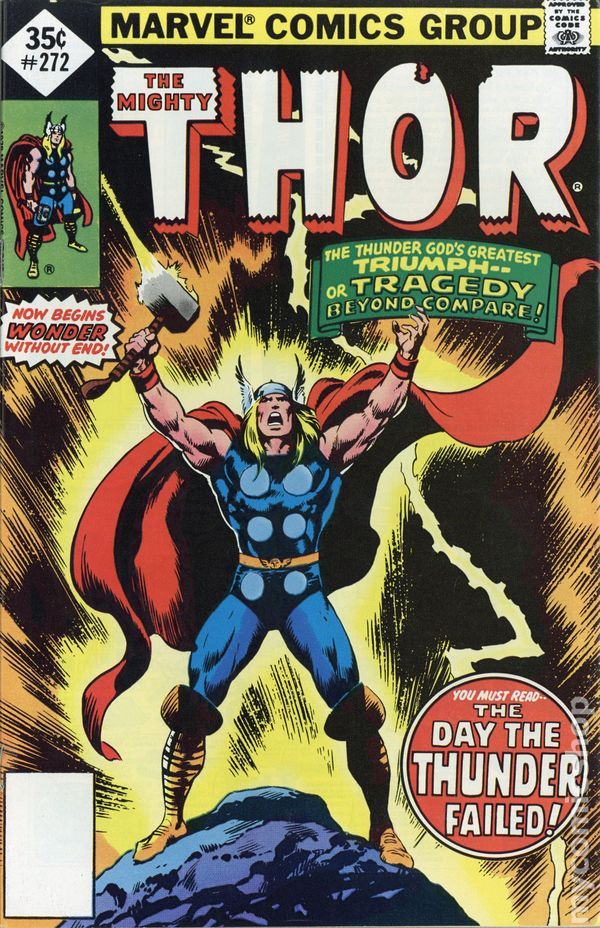 35¢
#272
MARVEL® COMICS GROUP
APPROVED
BY THE
COMICS
CODE
AUTHORITY
THE
MIGHTY
THOR
®
®
THE THUNDER GOD'S GREATEST
TRIUMPH--
OR TRAGEDY
BEYOND COMPARE!
NOW BEGINS
WONDER
WITHOUT END!
YOU MUST READ--
THE
DAY THE
THUNDER
FAILED!
mycomicshop